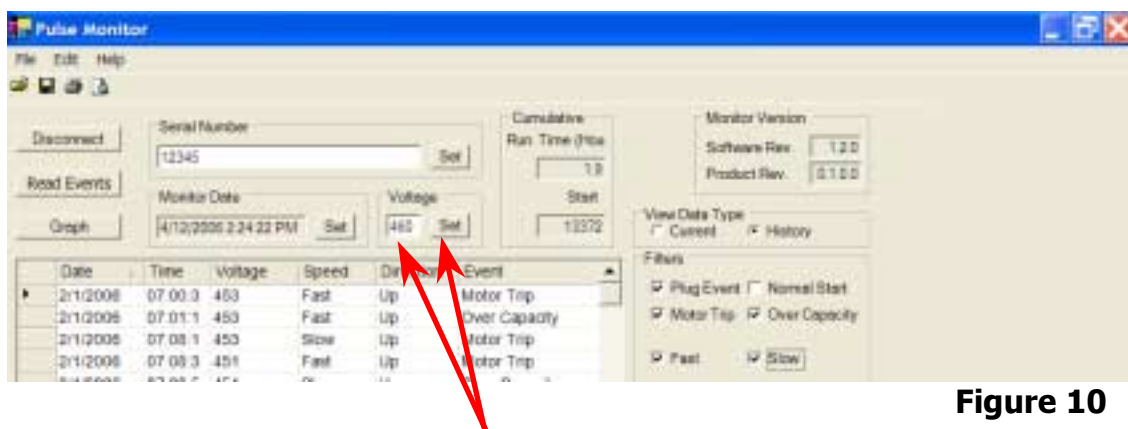 Pulse Monitor
File Edit Help
Disconnect
Read Events
Graph
Serial Number
12345
Set
Monitor Date
4/12/2006 2:24:22 PM
Set
Voltage
460
Set
Cumulative
Run Time (Hou
1.9
Start
13372
Monitor Version
Software Rev 1.2.0
Product Rev. 0.1.0.0
View Data Type
Current History
Filters
Plug Event Normal Start
Motor Trip Over Capacity
Fast Slow
Date Time Voltage Speed Event
2/1/2006 07:00:3 453 Fast Up Motor Trip
2/1/2006 07:01:1 453 Fast Up Over Capacity
2/1/2006 07:08:1 453 Slow Up Motor Trip
2/1/2006 07:08:3 451 Fast Up Motor Trip
Figure 10